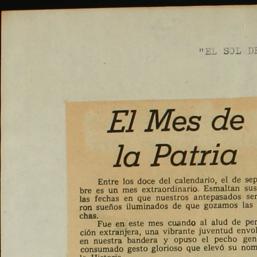 "EL SOL DE
El Mes de
la Patria
Entre los doce del calendario, el de sep
bre es un mes extraordinario. Esmaltan sus
las fechas en que nuestros antepasados ser
ron sueños iluminados de que gozamos las
chas.
Fue en este mes cuando al alud de per
ción extranjera, una vibrante juventud envol
en nuestra bandera y opuso el pecho gen
consumado gesto glorioso que elevó su nom
la Historia